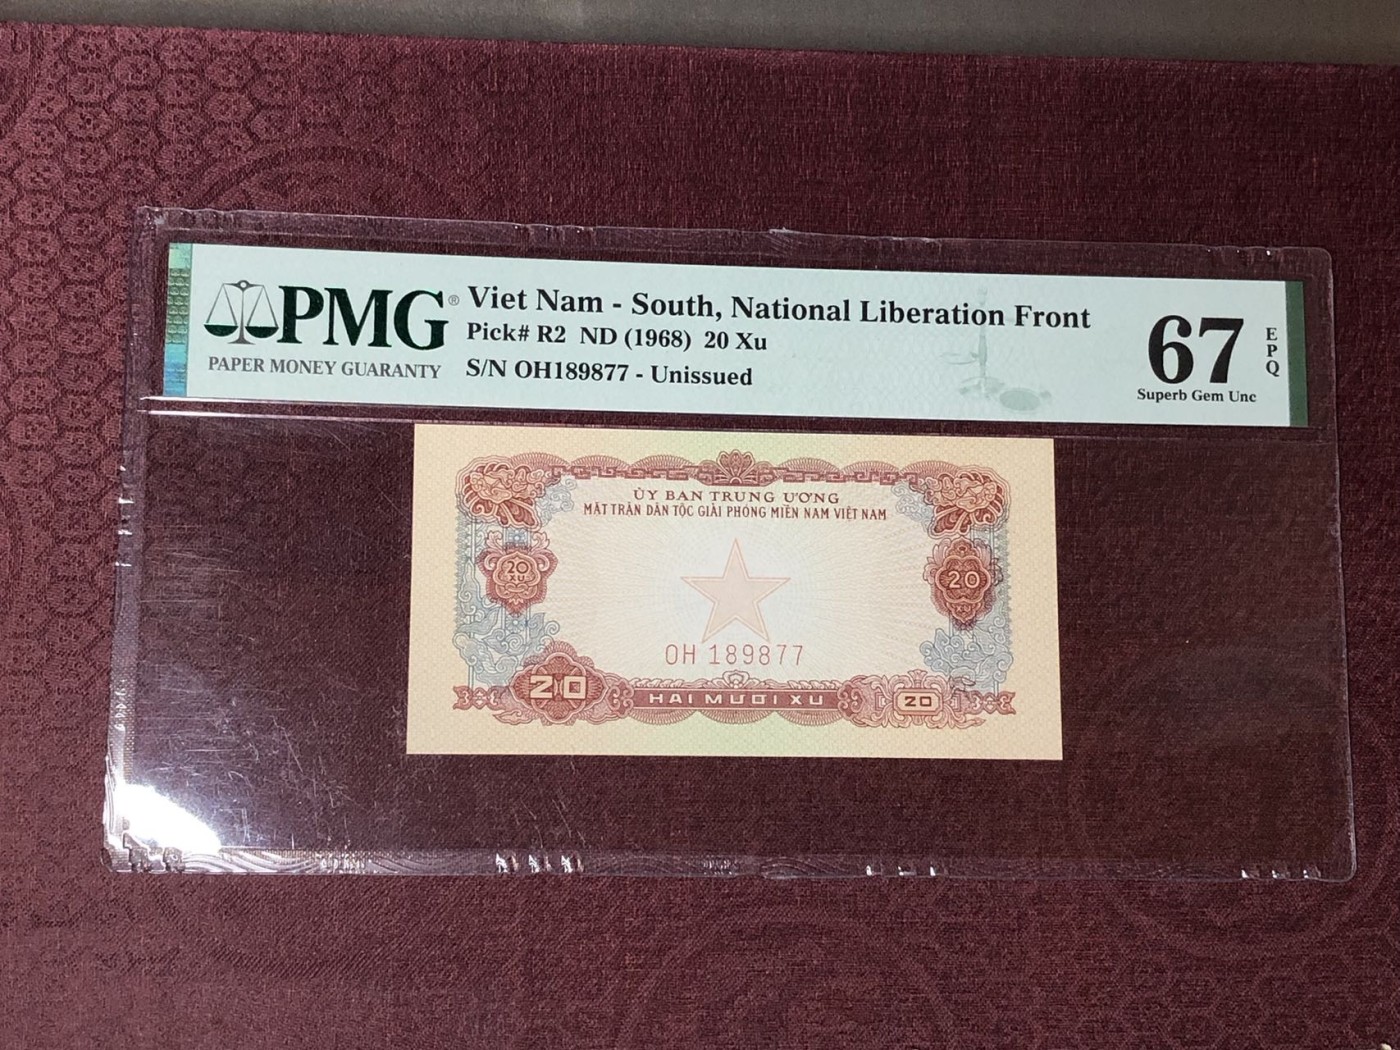 PMG®
PAPER MONEY GUARANTY
Viet Nam - South, National Liberation Front
Pick# R2 ND (1968) 20 Xu
S/N OH189877 - Unissued
67
EPQ
Superb Gem Unc
ỦY BAN TRUNG ƯƠNG
MẶT TRẬN DÂN TỘC GIẢI PHÓNG MIỀN NAM VIỆT NAM
20
XU
20
XU
OH 189877
20
HAI MƯƠI XU
20